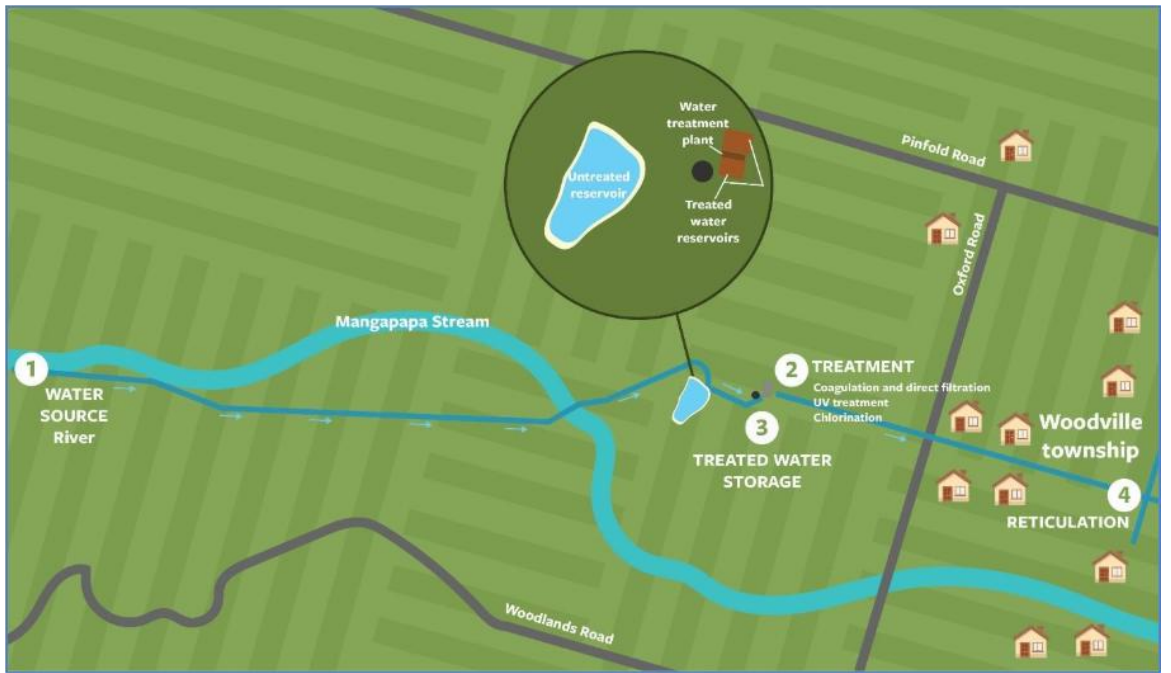 Water
treatment
plant
Untreated
reservoir
Treated
water
reservoirs
Pinfold Road
Oxford Road
Mangapapa Stream
1
WATER
SOURCE
River
2
TREATMENT
Coagulation and direct filtration
UV treatment
Chlorination
3
TREATED WATER
STORAGE
Woodville
township
4
RETICULATION
Woodlands Road